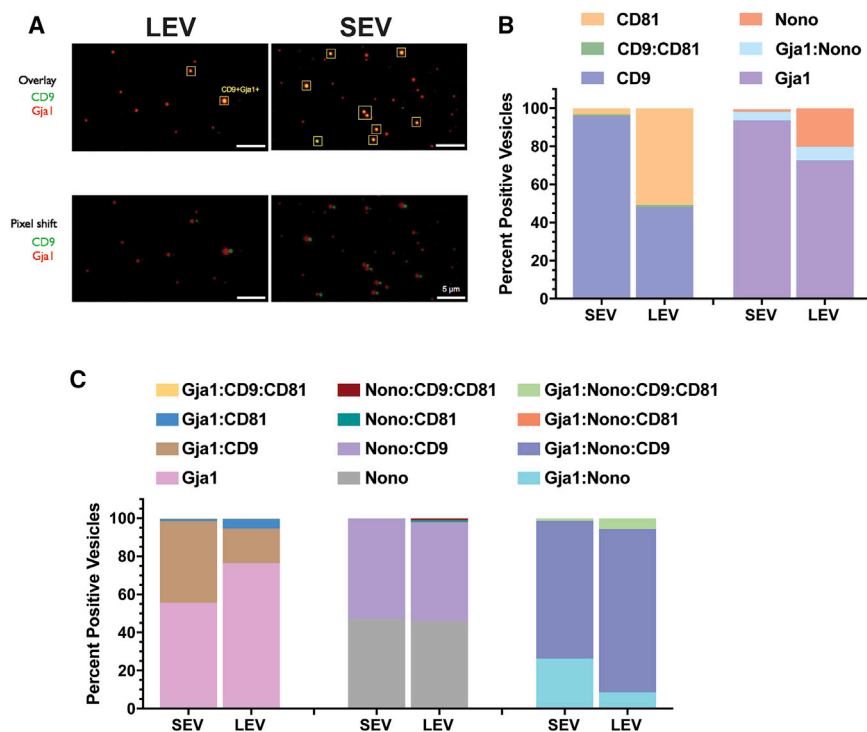 A
LEV
SEV
Overlay
CD9
Gja1
CD9+Gja1+
Pixel shift
CD9
Gja1
5 µm
B
CD81
Nono
CD9:CD81
Gja1:Nono
CD9
Gja1
Percent Positive Vesicles
100
80
60
40
20
0
SEV
LEV
SEV
LEV
C
Gja1:CD9:CD81
Nono:CD9:CD81
Gja1:Nono:CD9:CD81
Gja1:CD81
Nono:CD81
Gja1:Nono:CD81
Gja1:CD9
Nono:CD9
Gja1:Nono:CD9
Gja1
Nono
Gja1:Nono
Percent Positive Vesicles
100
80
60
40
20
0
SEV
LEV
SEV
LEV
SEV
LEV